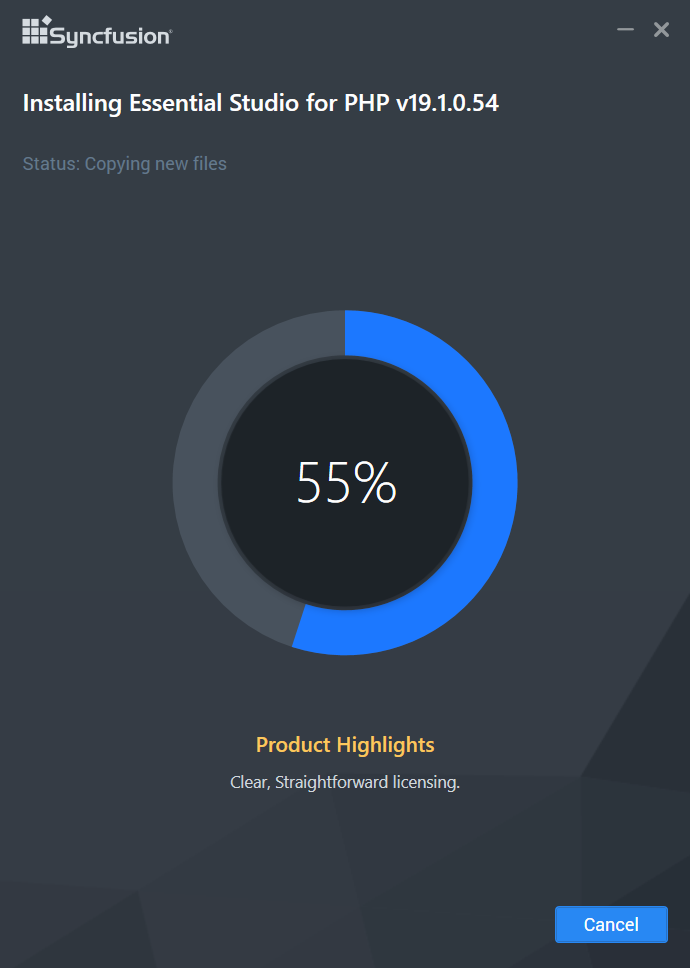 Syncfusion®
Installing Essential Studio for PHP v19.1.0.54
Status: Copying new files
55%
Product Highlights
Clear, Straightforward licensing.
Cancel